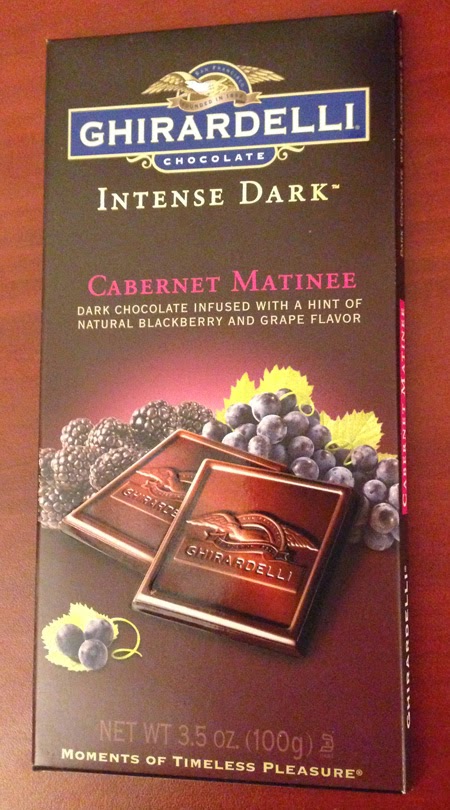 San Francisco
FOUNDED IN 1852
GHIRARDELLI®
CHOCOLATE
INTENSE DARK™
CABERNET MATINEE
DARK CHOCOLATE INFUSED WITH A HINT OF
NATURAL BLACKBERRY AND GRAPE FLAVOR
GHIRARDELLI
NET WT 3.5 oz. (100g)
MOMENTS OF TIMELESS PLEASURE®
CABERNET MATINEE
GHIRARDELLI®